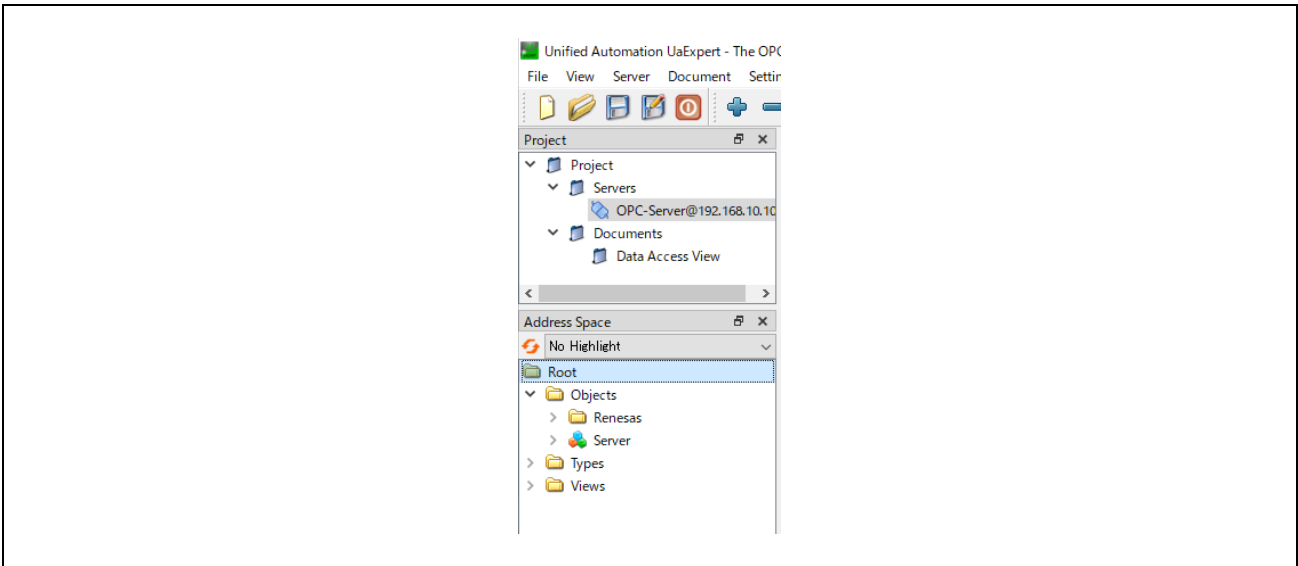 Unified Automation UaExpert - The OPC
File View Server Document Settin
Project
Project
Servers
OPC-Server@192.168.10.10
Documents
Data Access View
Address Space
No Highlight
Root
Objects
Renesas
Server
Types
Views